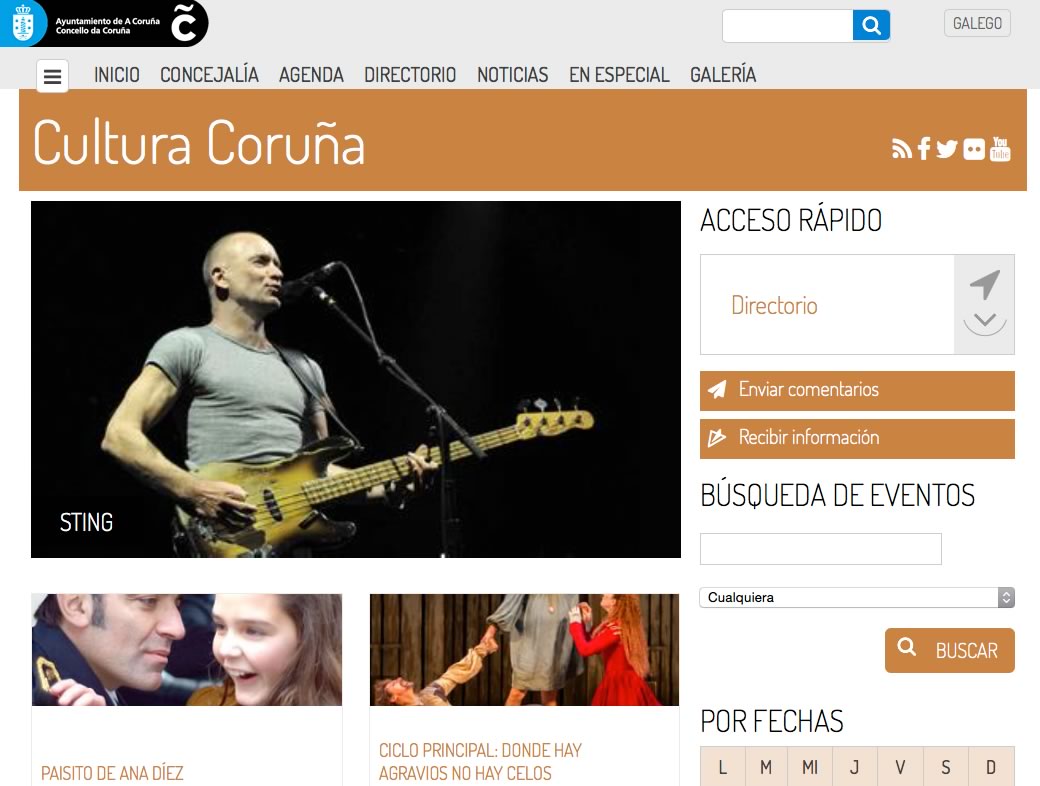 Ayuntamiento de A Coruña
Concello da Coruña
GALEGO
INICIO CONCEJALÍA AGENDA DIRECTORIO NOTICIAS EN ESPECIAL GALERÍA
Cultura Coruña
You
Tube
STING
ACCESO RÁPIDO
Directorio
Enviar comentarios
Recibir información
BÚSQUEDA DE EVENTOS
Cualquiera
BUSCAR
PAISITO DE ANA DÍEZ
CICLO PRINCIPAL: DONDE HAY
AGRAVIOS NO HAY CELOS
POR FECHAS
L M MI J V S D